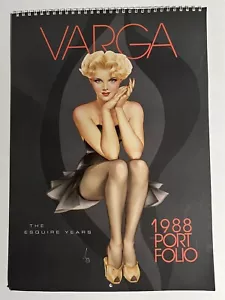 VARGA
THE
ESQUIRE YEARS
1988
PORT
FOLIO